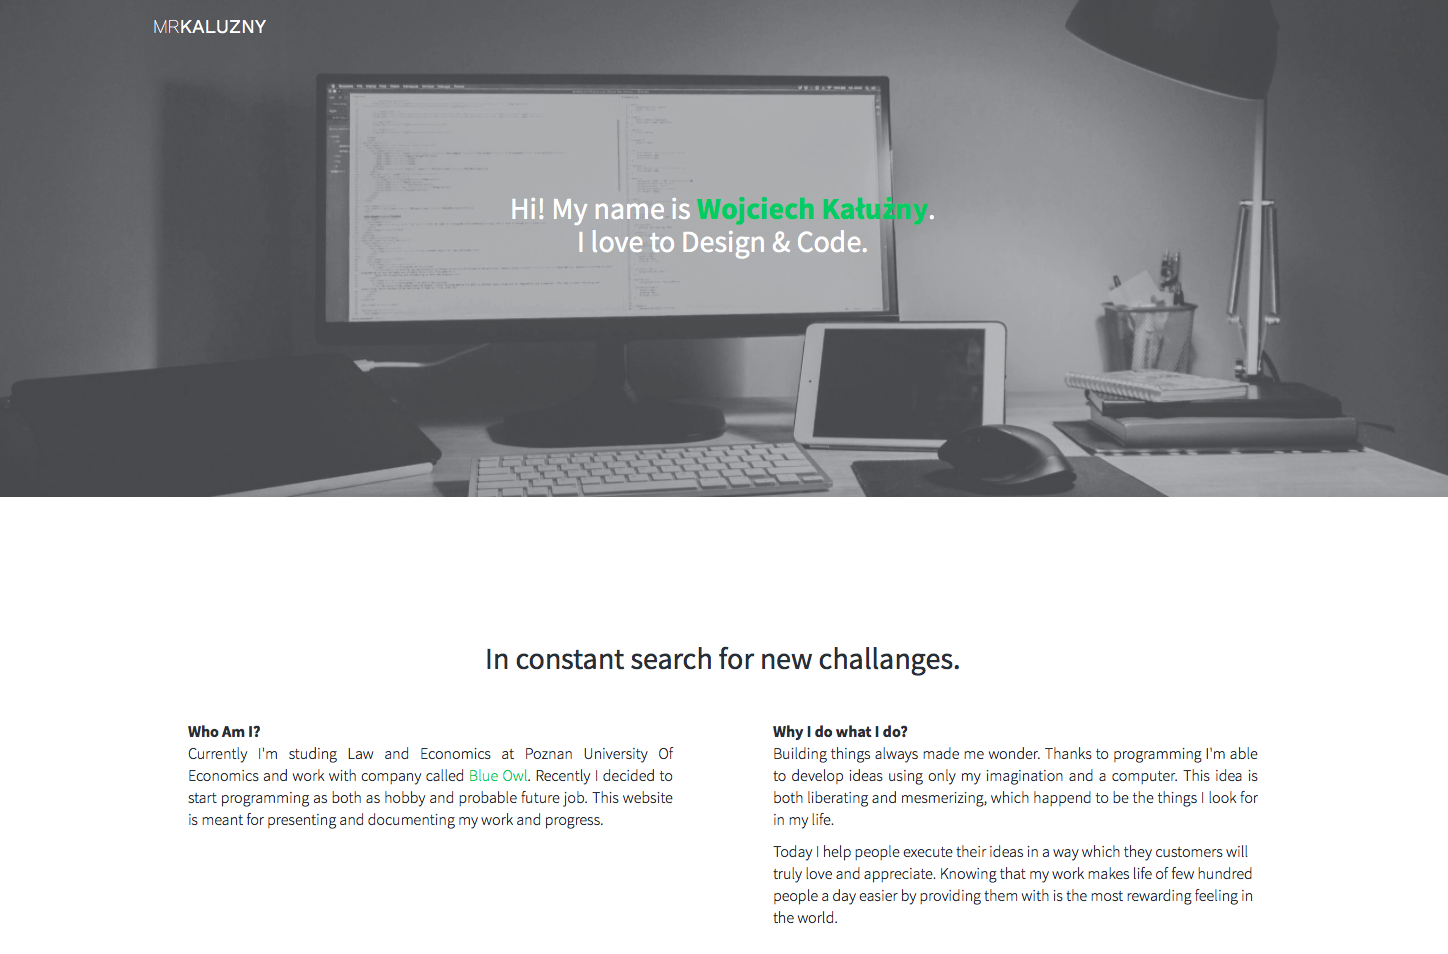 MRKALUZNY
Hi! My name is Wojciech Kałużny.
I love to Design & Code.
In constant search for new challanges.
Who Am I?
Currently I'm studing Law and Economics at Poznan University Of
Economics and work with company called Blue Owl. Recently I decided to
start programming as both as hobby and probable future job. This website
is meant for presenting and documenting my work and progress.
Why I do what I do?
Building things always made me wonder. Thanks to programming I'm able
to develop ideas using only my imagination and a computer. This idea is
both liberating and mesmerizing, which happend to be the things I look for
in my life.
Today I help people execute their ideas in a way which they customers will
truly love and appreciate. Knowing that my work makes life of few hundred
people a day easier by providing them with is the most rewarding feeling in
the world.